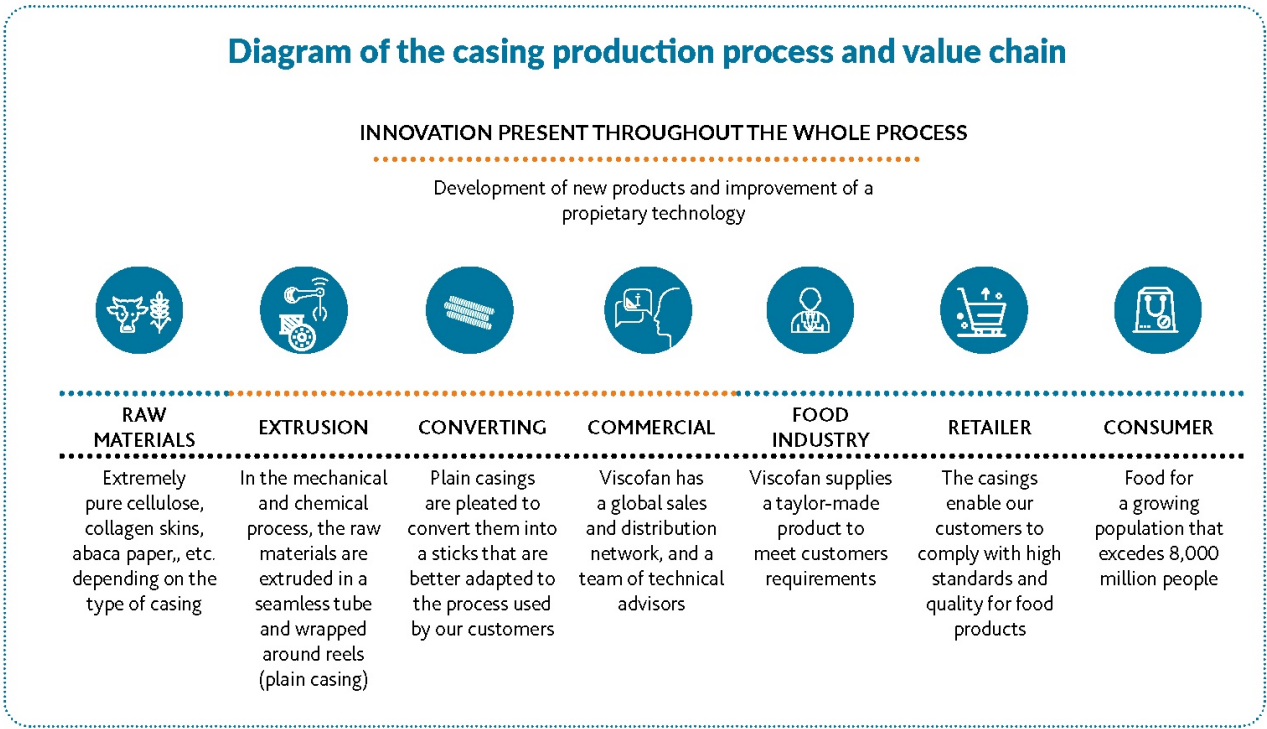 Diagram of the casing production process and value chain
INNOVATION PRESENT THROUGHOUT THE WHOLE PROCESS
Development of new products and improvement of a
propietary technology
RAW
MATERIALS
Extremely
pure cellulose,
collagen skins,
abaca paper,, etc.
depending on the
type of casing
EXTRUSION
In the mechanical
and chemical
process, the raw
materials are
extruded in a
seamless tube
and wrapped
around reels
(plain casing)
CONVERTING
Plain casings
are pleated to
convert them into
a sticks that are
better adapted to
the process used
by our customers
COMMERCIAL
Viscofan has
a global sales
and distribution
network, and a
team of technical
advisors
FOOD
INDUSTRY
Viscofan supplies
a taylor-made
product to
meet customers
requirements
RETAILER
The casings
enable our
customers to
comply with high
standards and
quality for food
products
CONSUMER
Food for
a growing
population that
excedes 8,000
million people